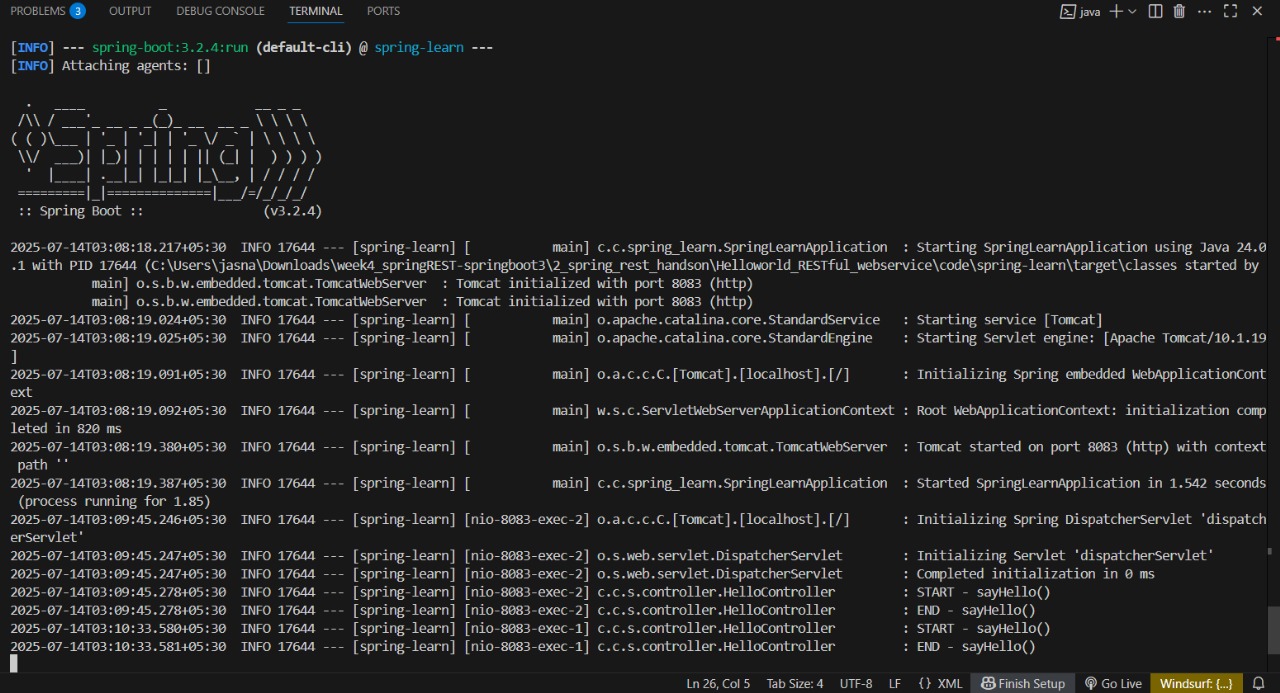 PROBLEMS 3 OUTPUT DEBUG CONSOLE TERMINAL PORTS java
[INFO] --- spring-boot:3.2.4:run (default-cli) @ spring-learn ---
[INFO] Attaching agents: []
  .   ____          _            __ _ _
 /\\ / ___'_ __ _ _(_)_ __  __ _ \ \ \ \
( ( )\___ | '_ | '_| | '_ \/ _` | \ \ \ \
 \\/  ___)| |_)| | | | | || (_| |  ) ) ) )
  '  |____| .__|_| |_|_| |_\__, | / / / /
 =========|_|==============|___/=/_/_/_/
 :: Spring Boot ::                (v3.2.4)
2025-07-14T03:08:18.217+05:30  INFO 17644 --- [spring-learn] [           main] c.c.spring_learn.SpringLearnApplication  : Starting SpringLearnApplication using Java 24.0
.1 with PID 17644 (C:\Users\jasna\Downloads\week4_springREST-springboot3\2_spring_rest_handson\Helloworld_RESTful_webservice\code\spring-learn\target\classes started by
           main] o.s.b.w.embedded.tomcat.TomcatWebServer  : Tomcat initialized with port 8083 (http)
           main] o.s.b.w.embedded.tomcat.TomcatWebServer  : Tomcat initialized with port 8083 (http)
2025-07-14T03:08:19.024+05:30  INFO 17644 --- [spring-learn] [           main] o.apache.catalina.core.StandardService   : Starting service [Tomcat]
2025-07-14T03:08:19.025+05:30  INFO 17644 --- [spring-learn] [           main] o.apache.catalina.core.StandardEngine    : Starting Servlet engine: [Apache Tomcat/10.1.19
]
2025-07-14T03:08:19.091+05:30  INFO 17644 --- [spring-learn] [           main] o.a.c.c.C.[Tomcat].[localhost].[/]       : Initializing Spring embedded WebApplicationCont
ext
2025-07-14T03:08:19.092+05:30  INFO 17644 --- [spring-learn] [           main] w.s.c.ServletWebServerApplicationContext : Root WebApplicationContext: initialization comp
leted in 820 ms
2025-07-14T03:08:19.380+05:30  INFO 17644 --- [spring-learn] [           main] o.s.b.w.embedded.tomcat.TomcatWebServer  : Tomcat started on port 8083 (http) with context
 path ''
2025-07-14T03:08:19.387+05:30  INFO 17644 --- [spring-learn] [           main] c.c.spring_learn.SpringLearnApplication  : Started SpringLearnApplication in 1.542 seconds
 (process running for 1.85)
2025-07-14T03:09:45.246+05:30  INFO 17644 --- [spring-learn] [nio-8083-exec-2] o.a.c.c.C.[Tomcat].[localhost].[/]       : Initializing Spring DispatcherServlet 'dispatch
erServlet'
2025-07-14T03:09:45.247+05:30  INFO 17644 --- [spring-learn] [nio-8083-exec-2] o.s.web.servlet.DispatcherServlet        : Initializing Servlet 'dispatcherServlet'
2025-07-14T03:09:45.247+05:30  INFO 17644 --- [spring-learn] [nio-8083-exec-2] o.s.web.servlet.DispatcherServlet        : Completed initialization in 0 ms
2025-07-14T03:09:45.278+05:30  INFO 17644 --- [spring-learn] [nio-8083-exec-2] c.c.s.controller.HelloController         : START - sayHello()
2025-07-14T03:09:45.278+05:30  INFO 17644 --- [spring-learn] [nio-8083-exec-2] c.c.s.controller.HelloController         : END - sayHello()
2025-07-14T03:10:33.580+05:30  INFO 17644 --- [spring-learn] [nio-8083-exec-1] c.c.s.controller.HelloController         : START - sayHello()
2025-07-14T03:10:33.581+05:30  INFO 17644 --- [spring-learn] [nio-8083-exec-1] c.c.s.controller.HelloController         : END - sayHello()
Ln 26, Col 5 Tab Size: 4 UTF-8 LF {} XML Finish Setup Go Live Windsurf: {...}